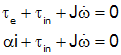 τₑ + τᵢₙ + Jω̇ = 0
αi + τᵢₙ + Jω̇ = 0